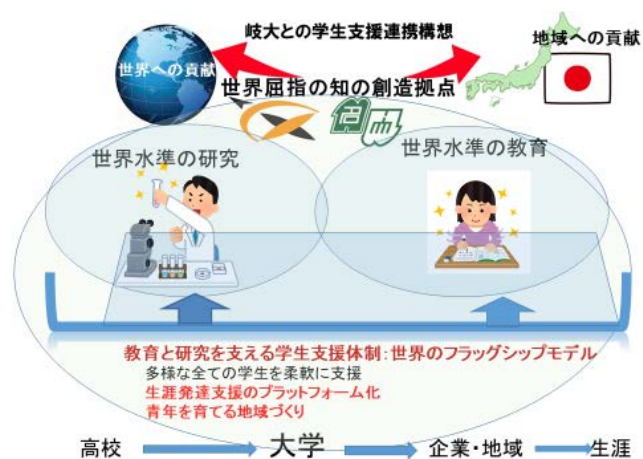 岐大との学生支援連携構想
世界への貢献
地域への貢献
世界屈指の知の創造拠点
世界水準の研究
世界水準の教育
教育と研究を支える学生支援体制：世界のフラッグシップモデル
多様な全ての学生を柔軟に支援
生涯発達支援のプラットフォーム化
青年を育てる地域づくり
高校
大学
企業・地域
生涯